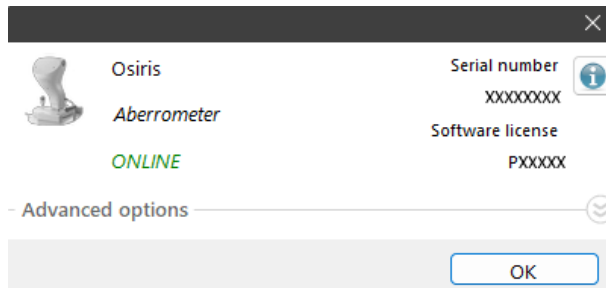 Osiris
Aberrometer
ONLINE
Serial number
XXXXXXXX
Software license
PXXXXX
Advanced options
OK